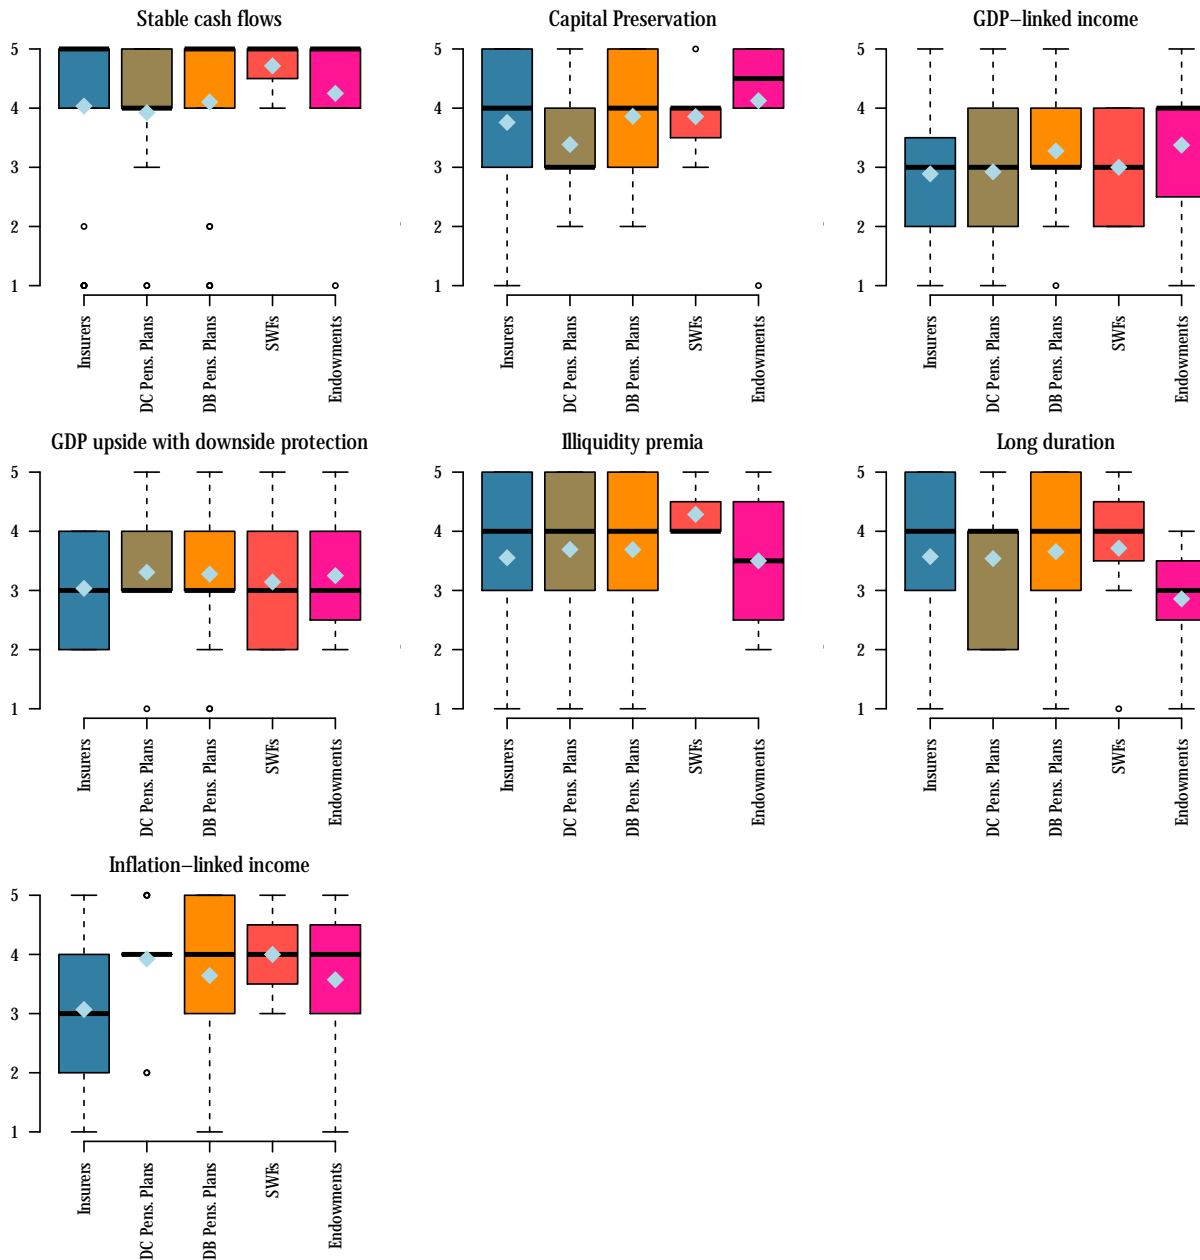 Stable cash flows
5
4
3
2
1
Insurers
DC Pens. Plans
DB Pens. Plans
SWFs
Endowments
Capital Preservation
5
4
3
2
1
Insurers
DC Pens. Plans
DB Pens. Plans
SWFs
Endowments
GDP−linked income
5
4
3
2
1
Insurers
DC Pens. Plans
DB Pens. Plans
SWFs
Endowments
GDP upside with downside protection
5
4
3
2
1
Insurers
DC Pens. Plans
DB Pens. Plans
SWFs
Endowments
Illiquidity premia
5
4
3
2
1
Insurers
DC Pens. Plans
DB Pens. Plans
SWFs
Endowments
Long duration
5
4
3
2
1
Insurers
DC Pens. Plans
DB Pens. Plans
SWFs
Endowments
Inflation−linked income
5
4
3
2
1
Insurers
DC Pens. Plans
DB Pens. Plans
SWFs
Endowments